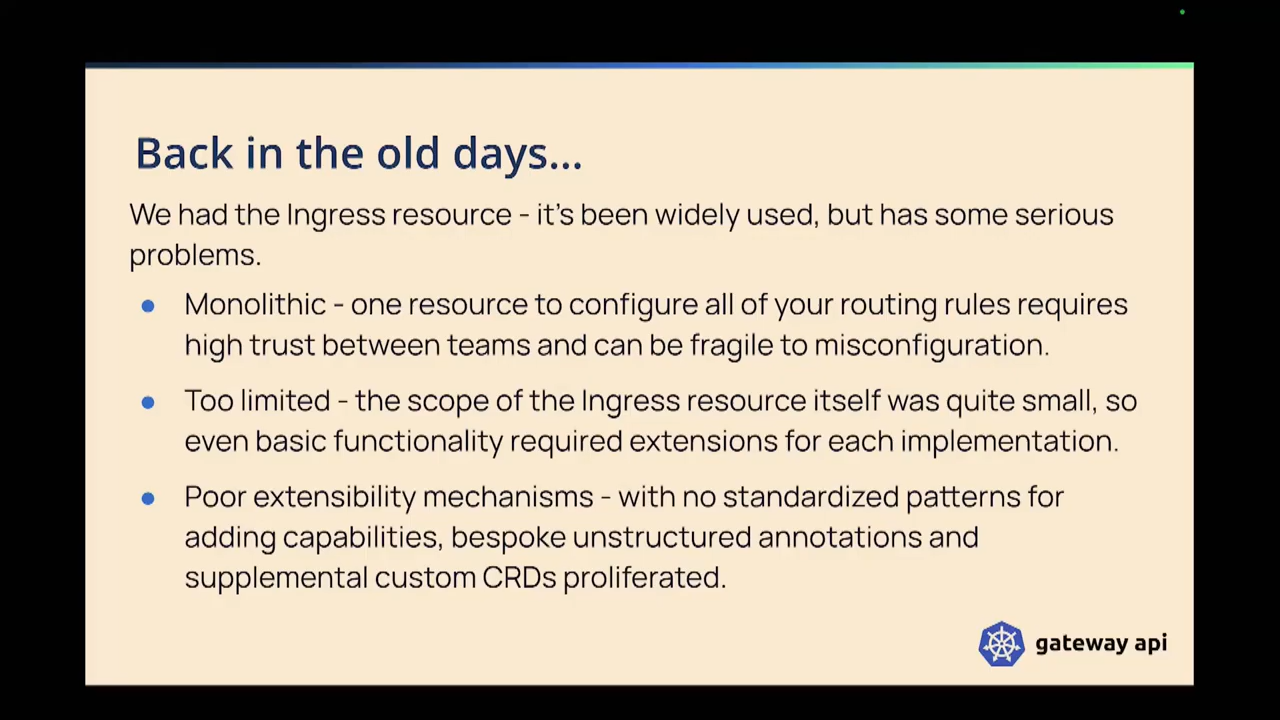 Back in the old days...
We had the Ingress resource - it's been widely used, but has some serious
problems.
● Monolithic - one resource to configure all of your routing rules requires
high trust between teams and can be fragile to misconfiguration.
● Too limited - the scope of the Ingress resource itself was quite small, so
even basic functionality required extensions for each implementation.
● Poor extensibility mechanisms - with no standardized patterns for
adding capabilities, bespoke unstructured annotations and
supplemental custom CRDs proliferated.
gateway api